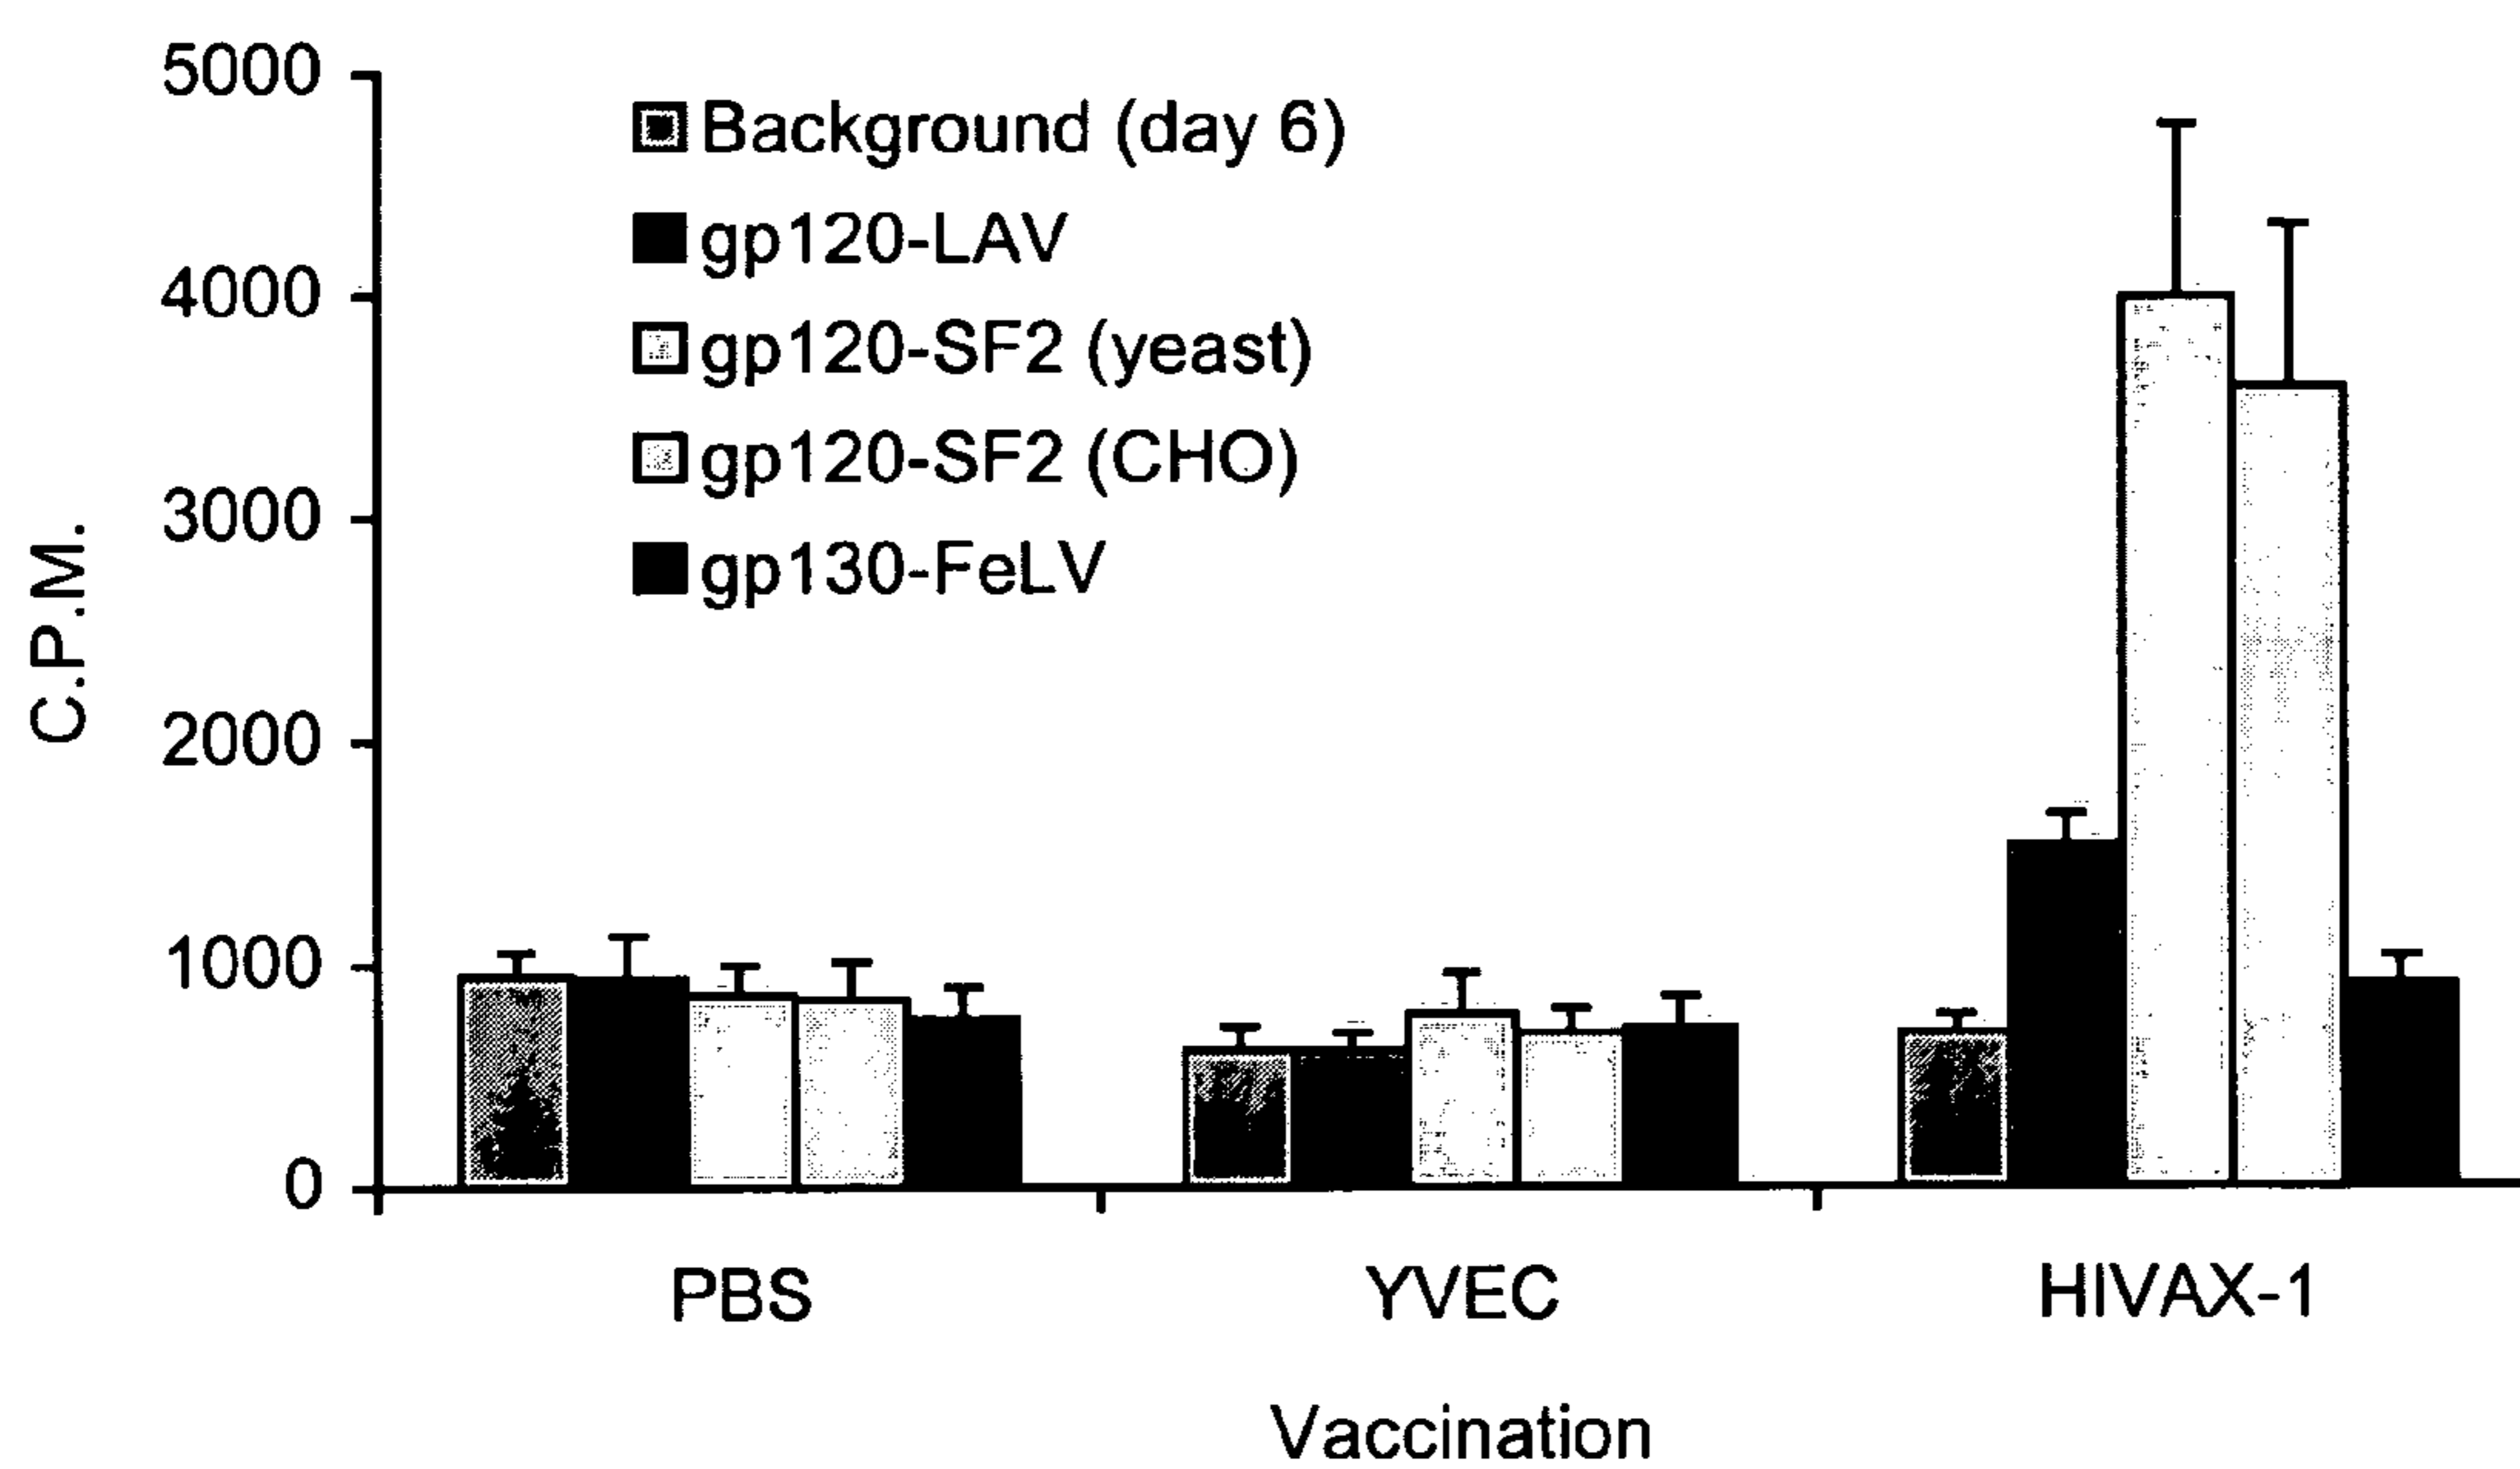 5000
4000
3000
2000
1000
0
C.P.M.
Background (day 6)
gp120-LAV
gp120-SF2 (yeast)
gp120-SF2 (CHO)
gp130-FeLV
PBS
YVEC
HIVAX-1
Vaccination